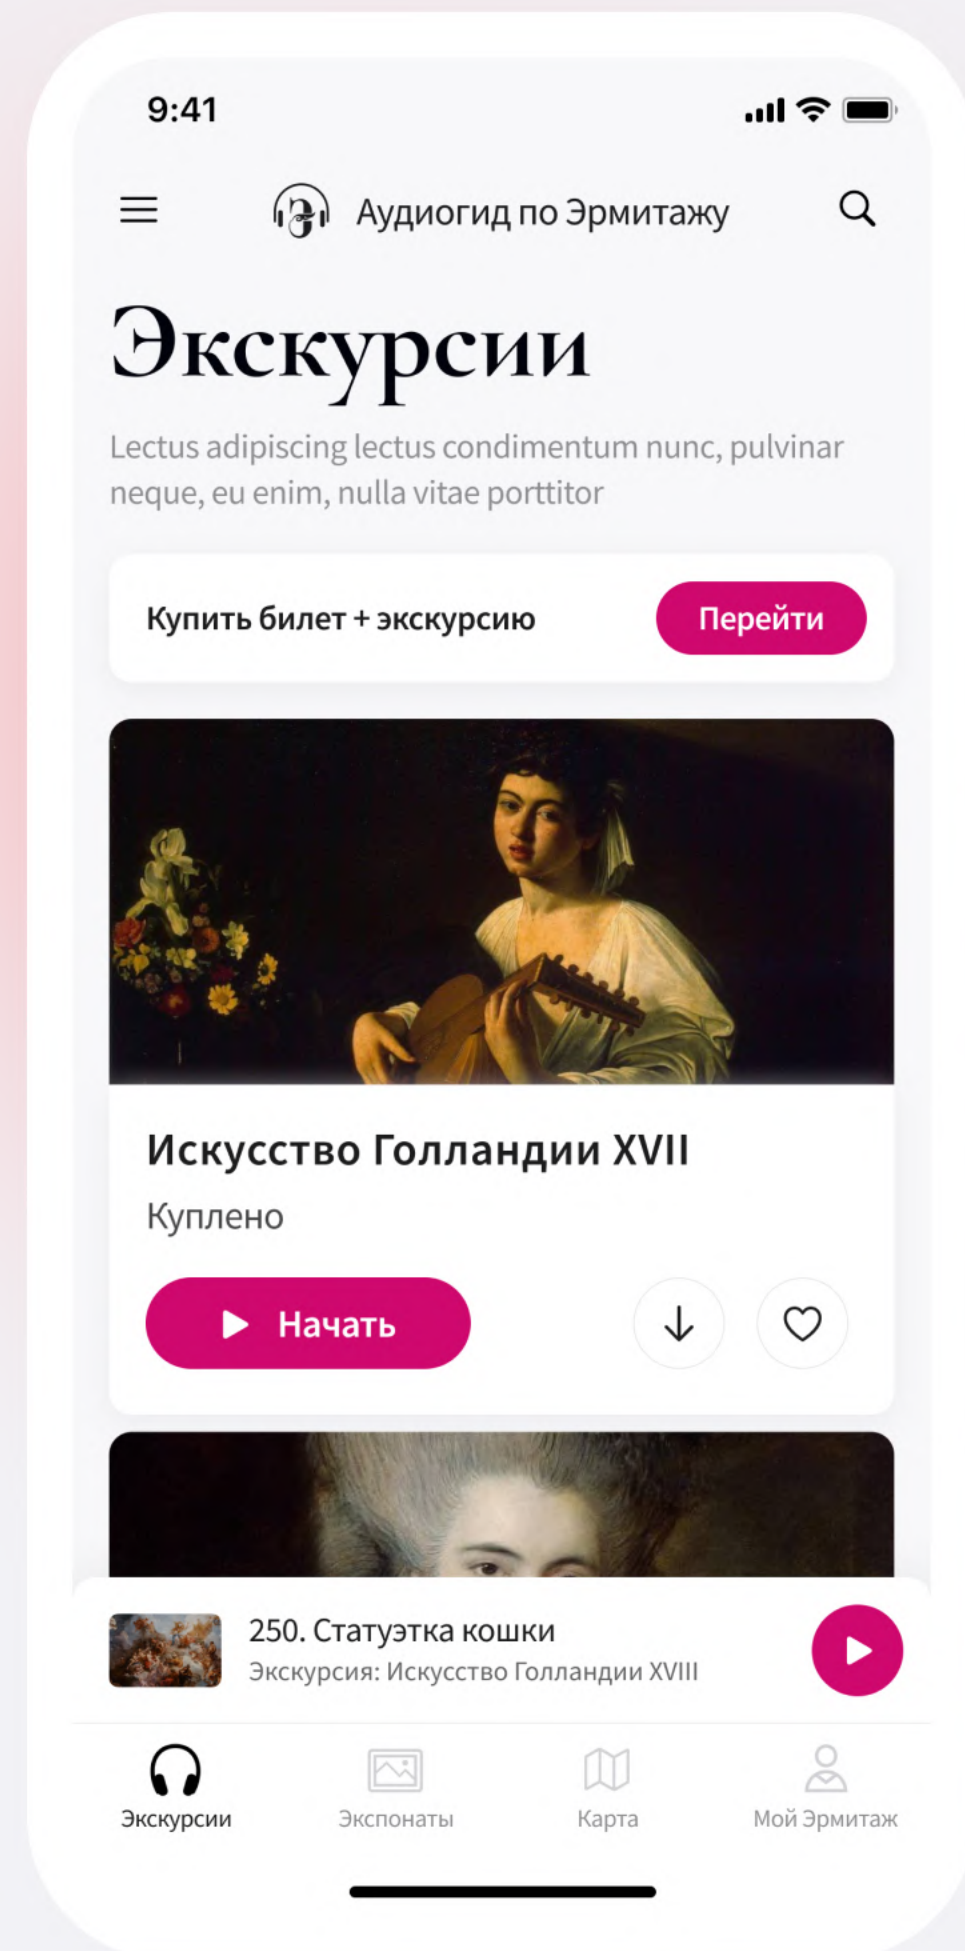 9:41
Аудиогид по Эрмитажу
Экскурсии
Lectus adipiscing lectus condimentum nunc, pulvinar
neque, eu enim, nulla vitae porttitor
Купить билет + экскурсию
Перейти
Искусство Голландии XVII
Куплено
Начать
250. Статуэтка кошки
Экскурсия: Искусство Голландии XVIII
Экскурсии
Экспонаты
Карта
Мой Эрмитаж